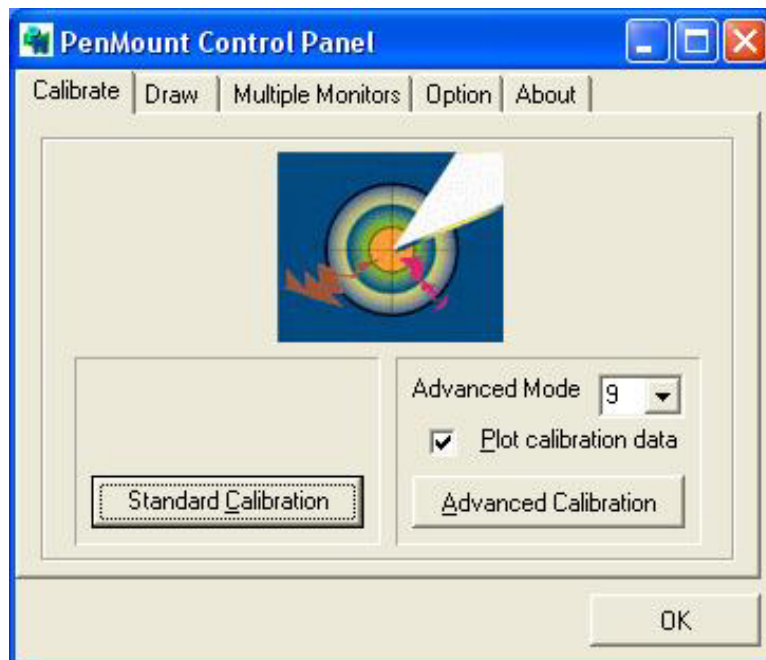 PenMount Control Panel
Calibrate Draw Multiple Monitors Option About
Advanced Mode 9
Plot calibration data
Standard Calibration Advanced Calibration
OK